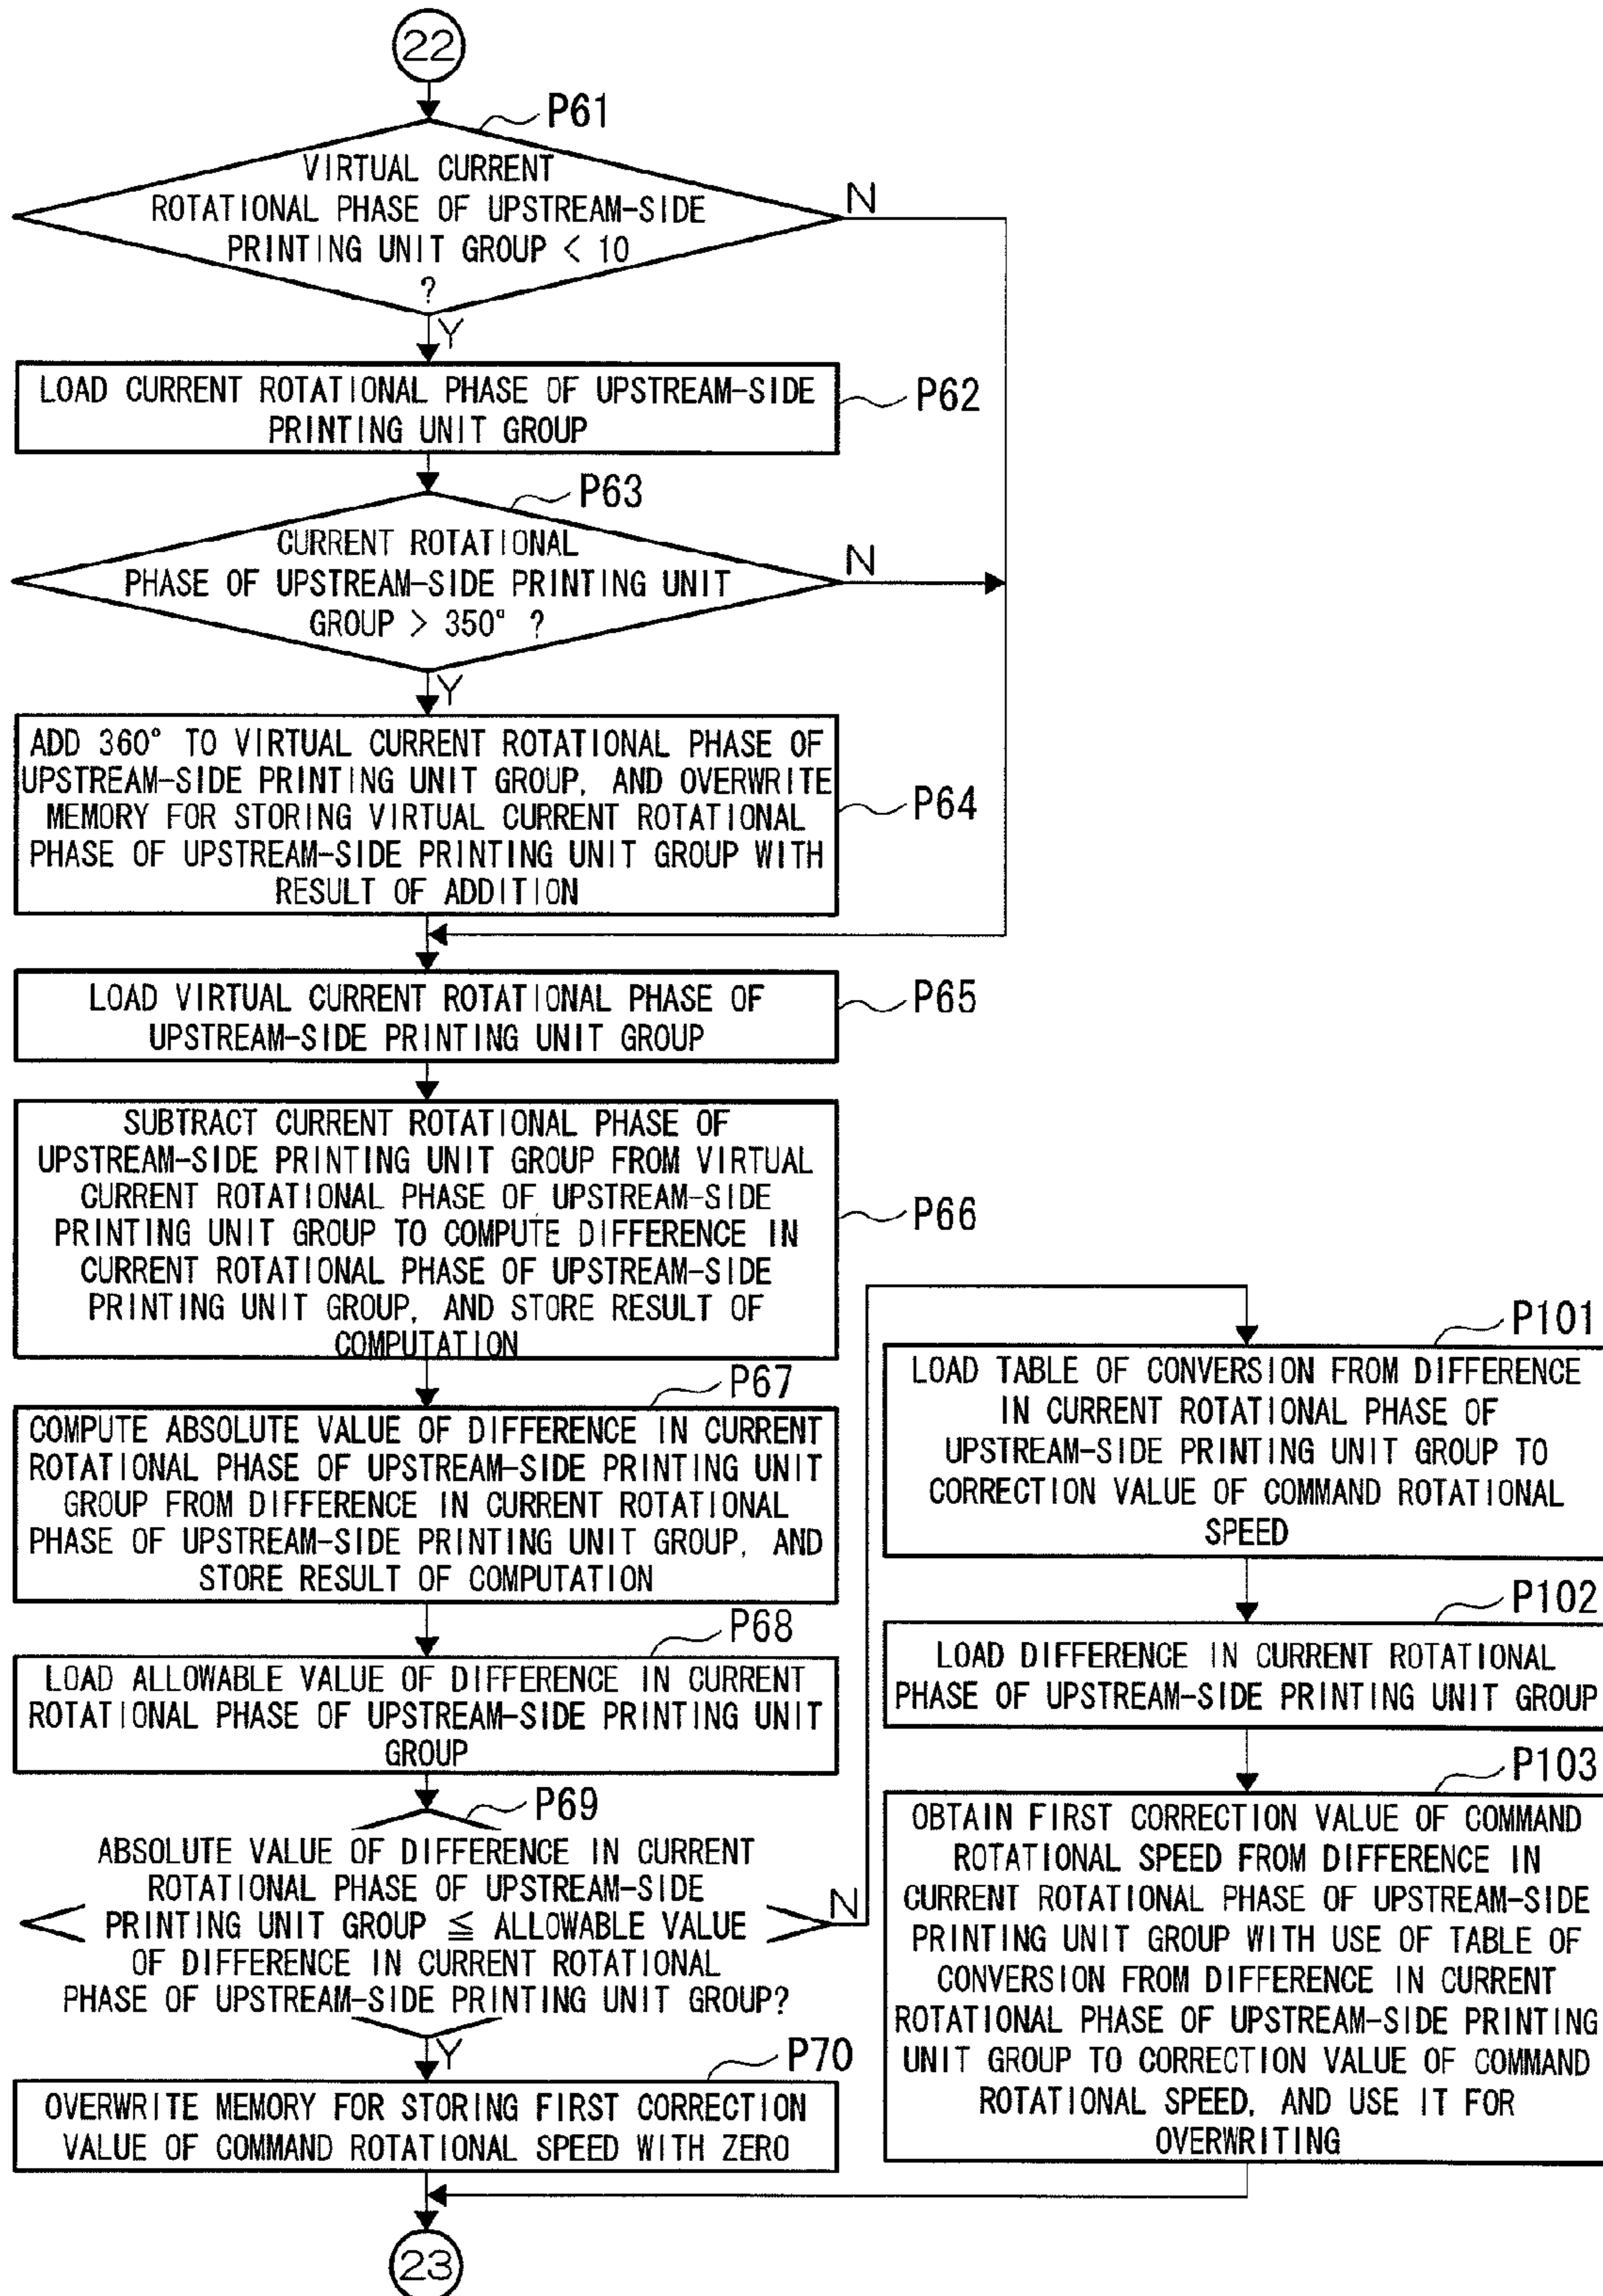 22
P61
VIRTUAL CURRENT
ROTATIONAL PHASE OF UPSTREAM-SIDE
PRINTING UNIT GROUP < 10
?
N
Y
LOAD CURRENT ROTATIONAL PHASE OF UPSTREAM-SIDE
PRINTING UNIT GROUP
P62
P63
CURRENT ROTATIONAL
PHASE OF UPSTREAM-SIDE PRINTING UNIT
GROUP > 350° ?
N
Y
ADD 360° TO VIRTUAL CURRENT ROTATIONAL PHASE OF
UPSTREAM-SIDE PRINTING UNIT GROUP, AND OVERWRITE
MEMORY FOR STORING VIRTUAL CURRENT ROTATIONAL
PHASE OF UPSTREAM-SIDE PRINTING UNIT GROUP WITH
RESULT OF ADDITION
P64
LOAD VIRTUAL CURRENT ROTATIONAL PHASE OF
UPSTREAM-SIDE PRINTING UNIT GROUP
P65
SUBTRACT CURRENT ROTATIONAL PHASE OF
UPSTREAM-SIDE PRINTING UNIT GROUP FROM VIRTUAL
CURRENT ROTATIONAL PHASE OF UPSTREAM-SIDE
PRINTING UNIT GROUP TO COMPUTE DIFFERENCE IN
CURRENT ROTATIONAL PHASE OF UPSTREAM-SIDE
PRINTING UNIT GROUP, AND STORE RESULT OF
COMPUTATION
P66
P67
COMPUTE ABSOLUTE VALUE OF DIFFERENCE IN CURRENT
ROTATIONAL PHASE OF UPSTREAM-SIDE PRINTING UNIT
GROUP FROM DIFFERENCE IN CURRENT ROTATIONAL
PHASE OF UPSTREAM-SIDE PRINTING UNIT GROUP, AND
STORE RESULT OF COMPUTATION
P68
LOAD ALLOWABLE VALUE OF DIFFERENCE IN CURRENT
ROTATIONAL PHASE OF UPSTREAM-SIDE PRINTING UNIT
GROUP
P69
ABSOLUTE VALUE OF DIFFERENCE IN CURRENT
ROTATIONAL PHASE OF UPSTREAM-SIDE
PRINTING UNIT GROUP ≦ ALLOWABLE VALUE
OF DIFFERENCE IN CURRENT ROTATIONAL
PHASE OF UPSTREAM-SIDE PRINTING UNIT GROUP?
N
Y
P70
OVERWRITE MEMORY FOR STORING FIRST CORRECTION
VALUE OF COMMAND ROTATIONAL SPEED WITH ZERO
P101
LOAD TABLE OF CONVERSION FROM DIFFERENCE
IN CURRENT ROTATIONAL PHASE OF
UPSTREAM-SIDE PRINTING UNIT GROUP TO
CORRECTION VALUE OF COMMAND ROTATIONAL
SPEED
P102
LOAD DIFFERENCE IN CURRENT ROTATIONAL
PHASE OF UPSTREAM-SIDE PRINTING UNIT GROUP
P103
OBTAIN FIRST CORRECTION VALUE OF COMMAND
ROTATIONAL SPEED FROM DIFFERENCE IN
CURRENT ROTATIONAL PHASE OF UPSTREAM-SIDE
PRINTING UNIT GROUP WITH USE OF TABLE OF
CONVERSION FROM DIFFERENCE IN CURRENT
ROTATIONAL PHASE OF UPSTREAM-SIDE PRINTING
UNIT GROUP TO CORRECTION VALUE OF COMMAND
ROTATIONAL SPEED, AND USE IT FOR
OVERWRITING
23